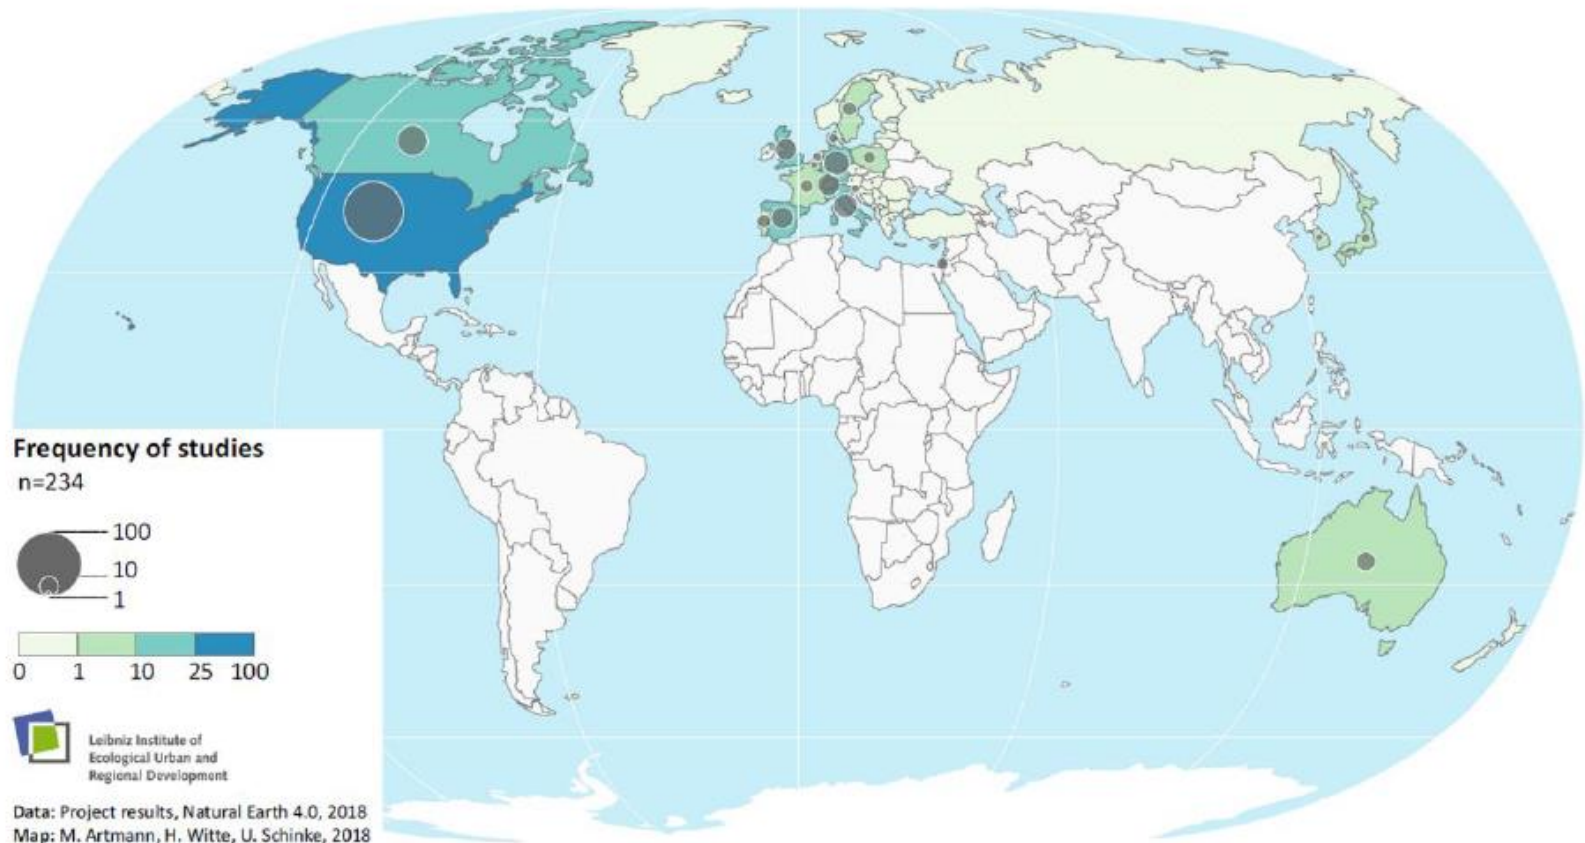 Frequency of studies
n=234
100
10
1
0 1 10 25 100
Leibniz Institute of
Ecological Urban and
Regional Development
Data: Project results, Natural Earth 4.0, 2018
Map: M. Artmann, H. Witte, U. Schinke, 2018